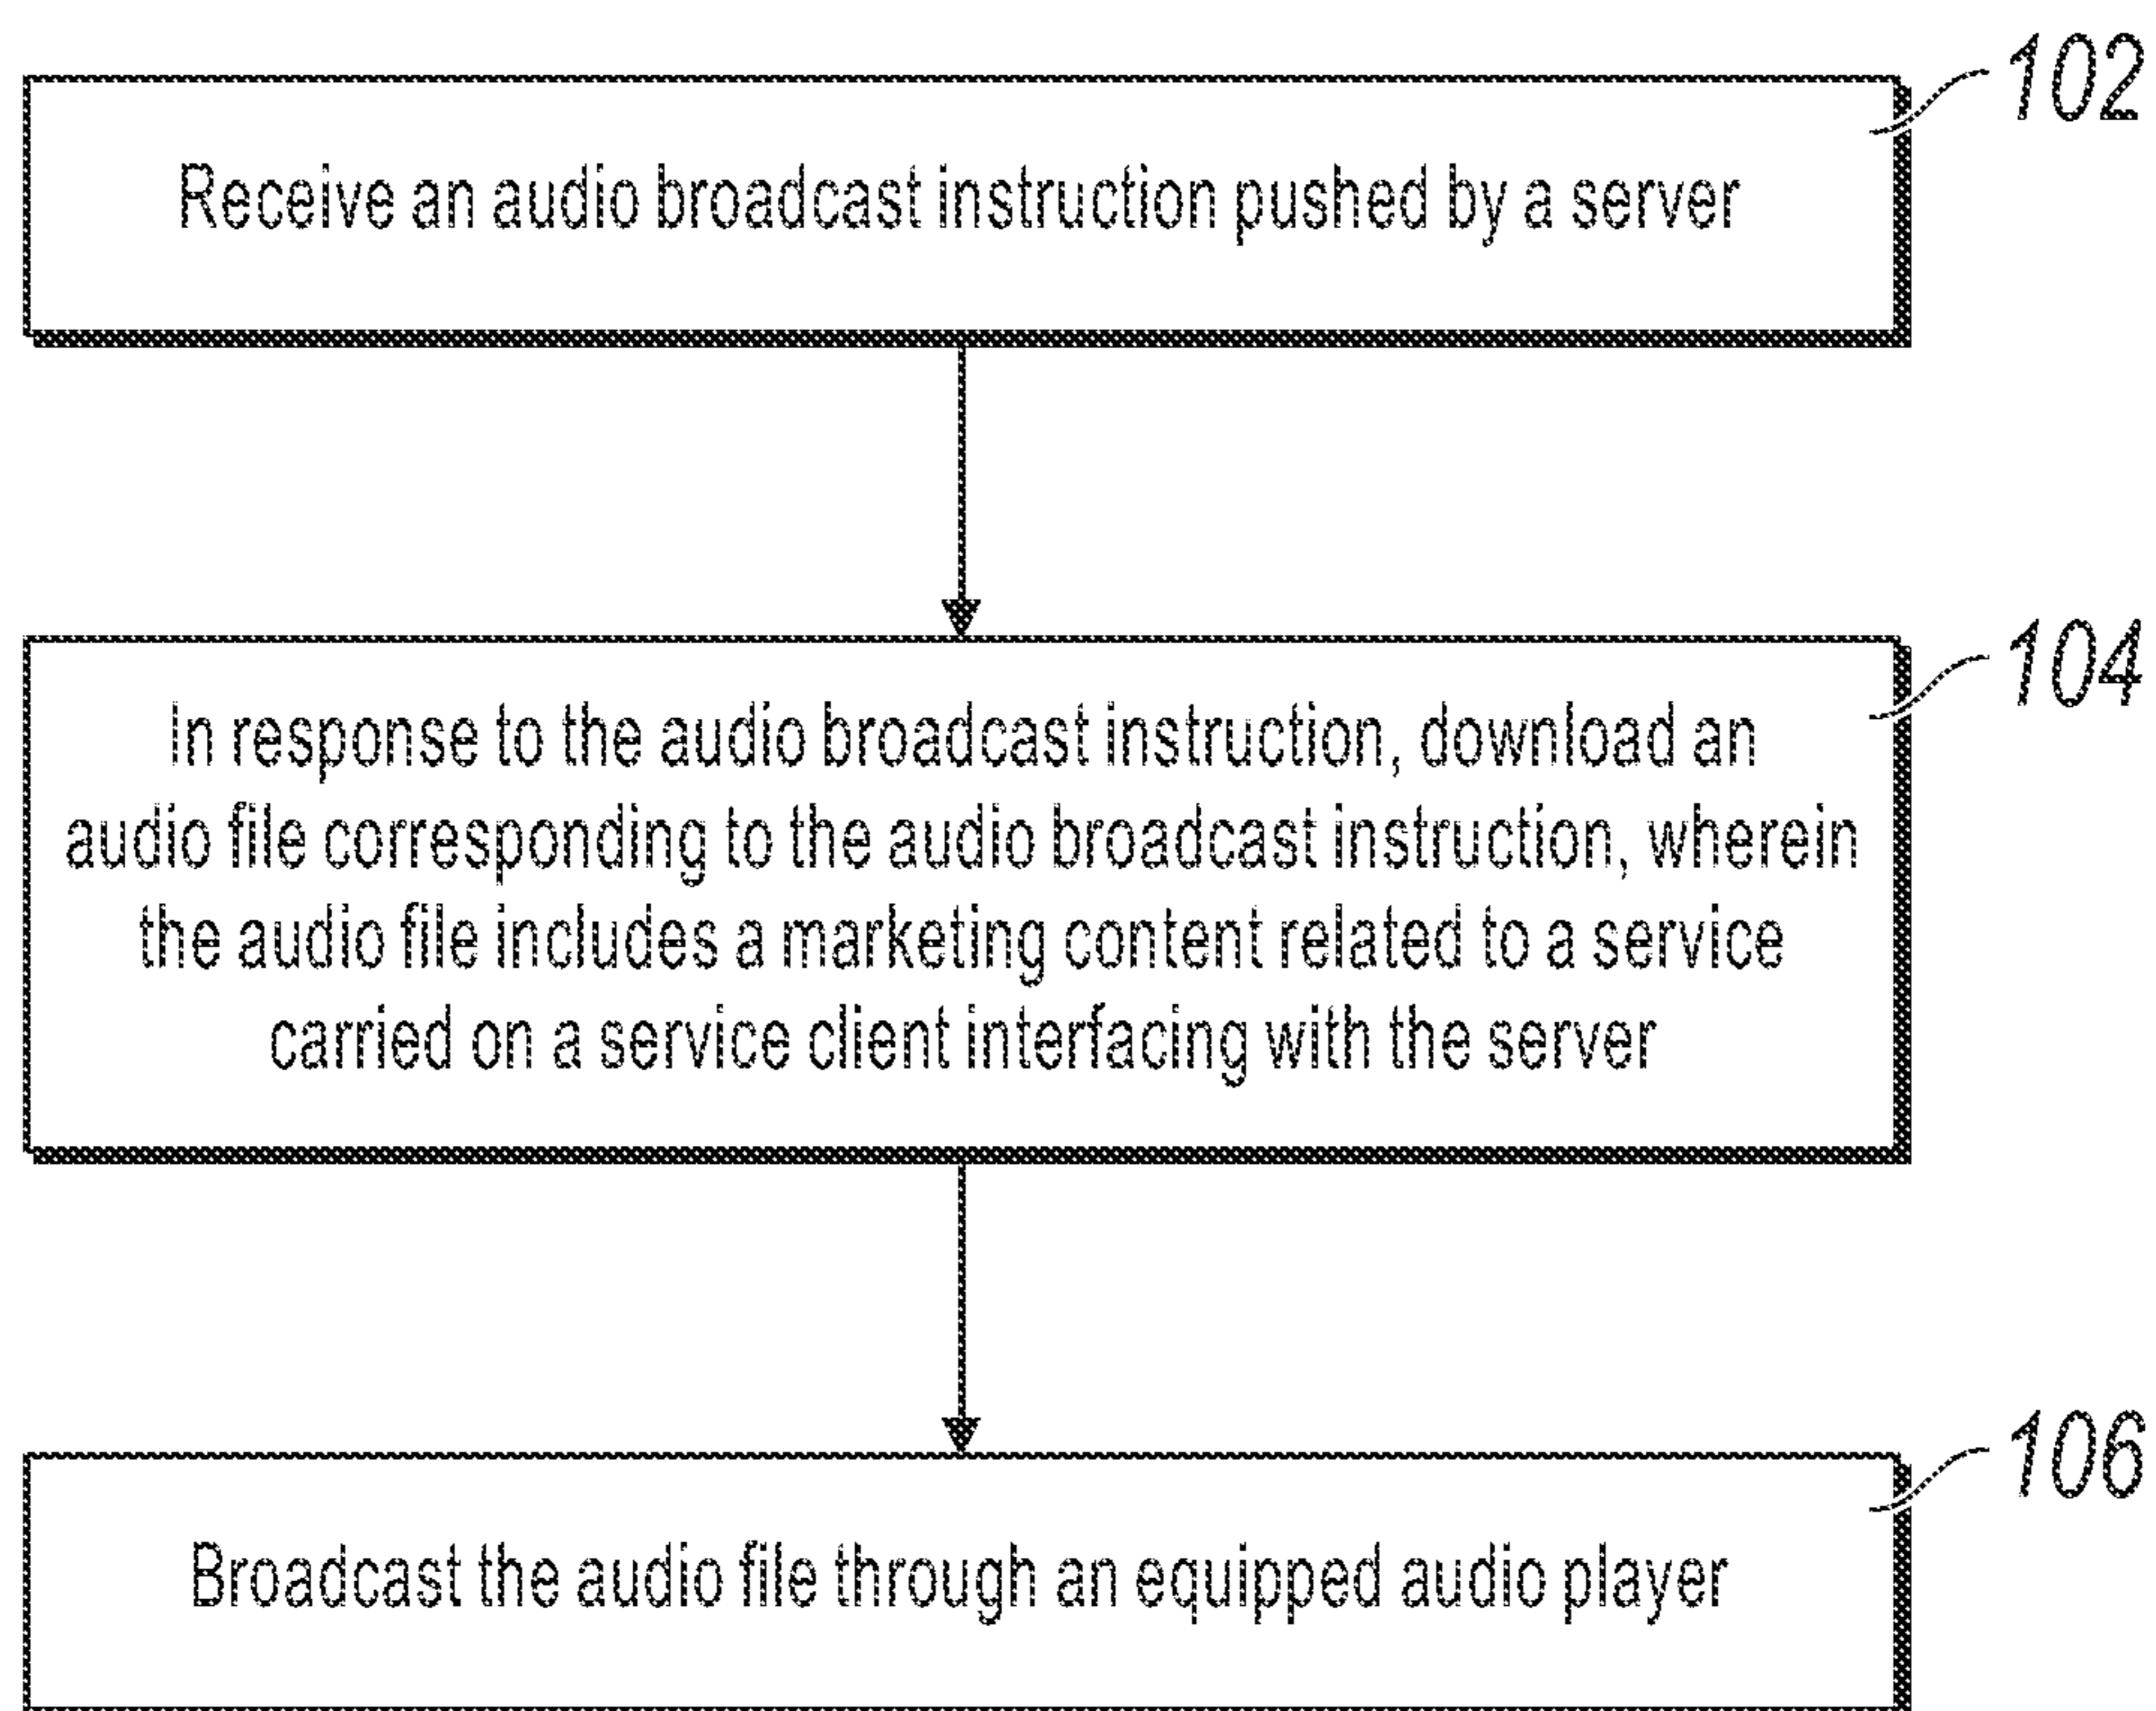 102
Receive an audio broadcast instruction pushed by a server
104
In response to the audio broadcast instruction, download an
audio file corresponding to the audio broadcast instruction, wherein
the audio file includes a marketing content related to a service
carried on a service client interfacing with the server
106
Broadcast the audio file through an equipped audio player